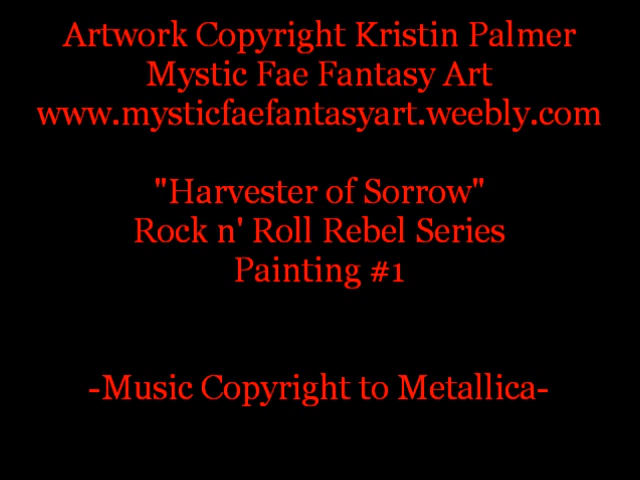 Artwork Copyright Kristin Palmer
Mystic Fae Fantasy Art
www.mysticfaefantasyart.weebly.com
"Harvester of Sorrow"
Rock n' Roll Rebel Series
Painting #1
-Music Copyright to Metallica-